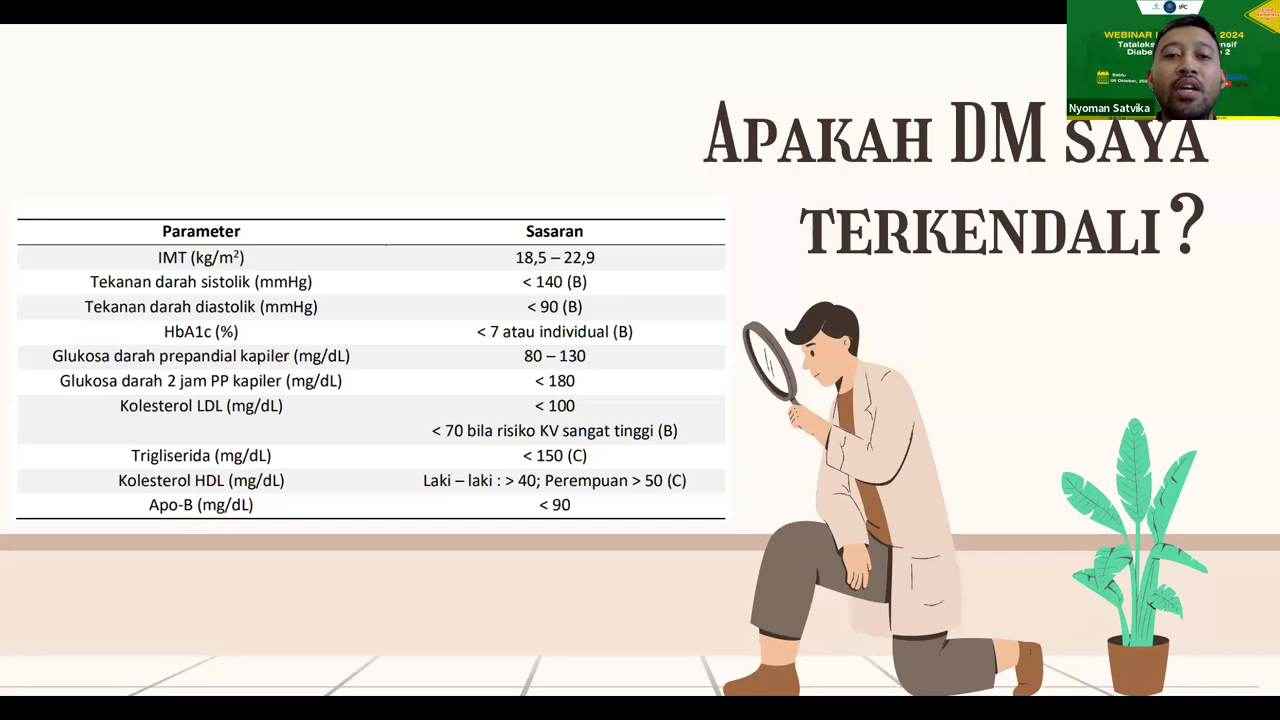 IPC
WEBINAR 2024
Diabe 2
Sabtu
Nyoman Satvika
APAKAH DM SAYA
TERKENDALI?
Parameter Sasaran
IMT (kg/m²) 18,5 – 22,9
Tekanan darah sistolik (mmHg) < 140 (B)
Tekanan darah diastolik (mmHg) < 90 (B)
HbA1c (%) < 7 atau individual (B)
Glukosa darah prepandial kapiler (mg/dL) 80 – 130
Glukosa darah 2 jam PP kapiler (mg/dL) < 180
Kolesterol LDL (mg/dL) < 100
< 70 bila risiko KV sangat tinggi (B)
Trigliserida (mg/dL) < 150 (C)
Kolesterol HDL (mg/dL) Laki – laki : > 40; Perempuan > 50 (C)
Apo-B (mg/dL) < 90